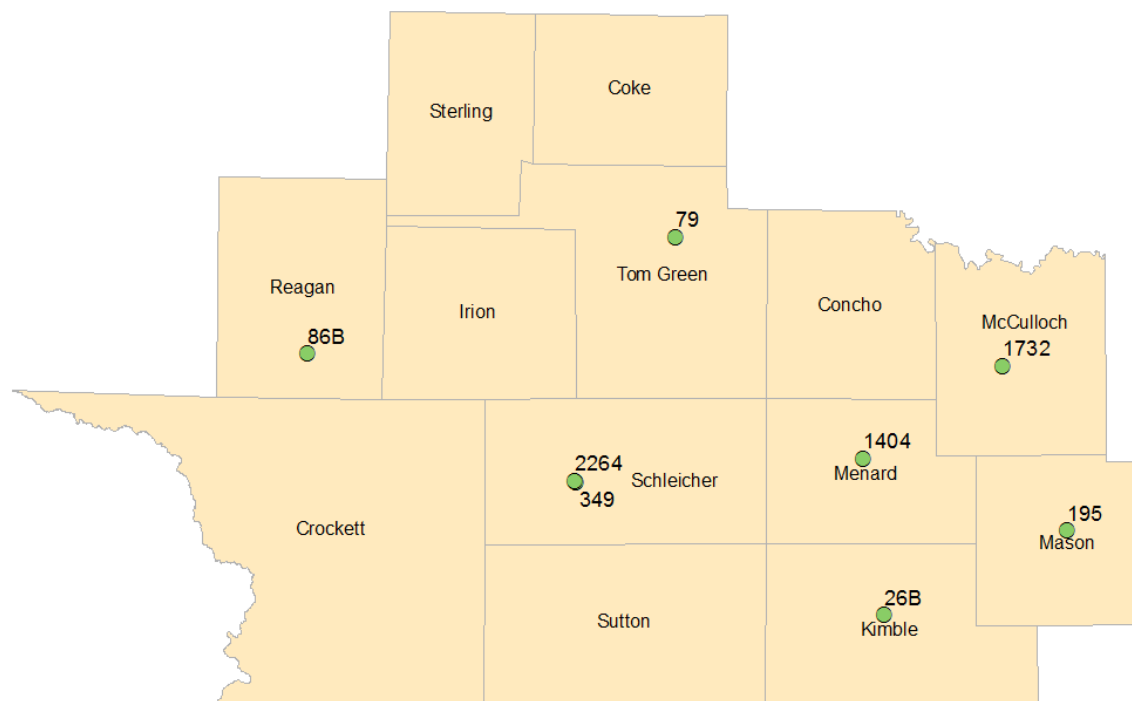 Coke
Sterling
79
Tom Green
Reagan
86B
Irion
Concho
McCulloch
1732
2264
349
Schleicher
1404
Menard
195
Mason
Crockett
26B
Kimble
Sutton